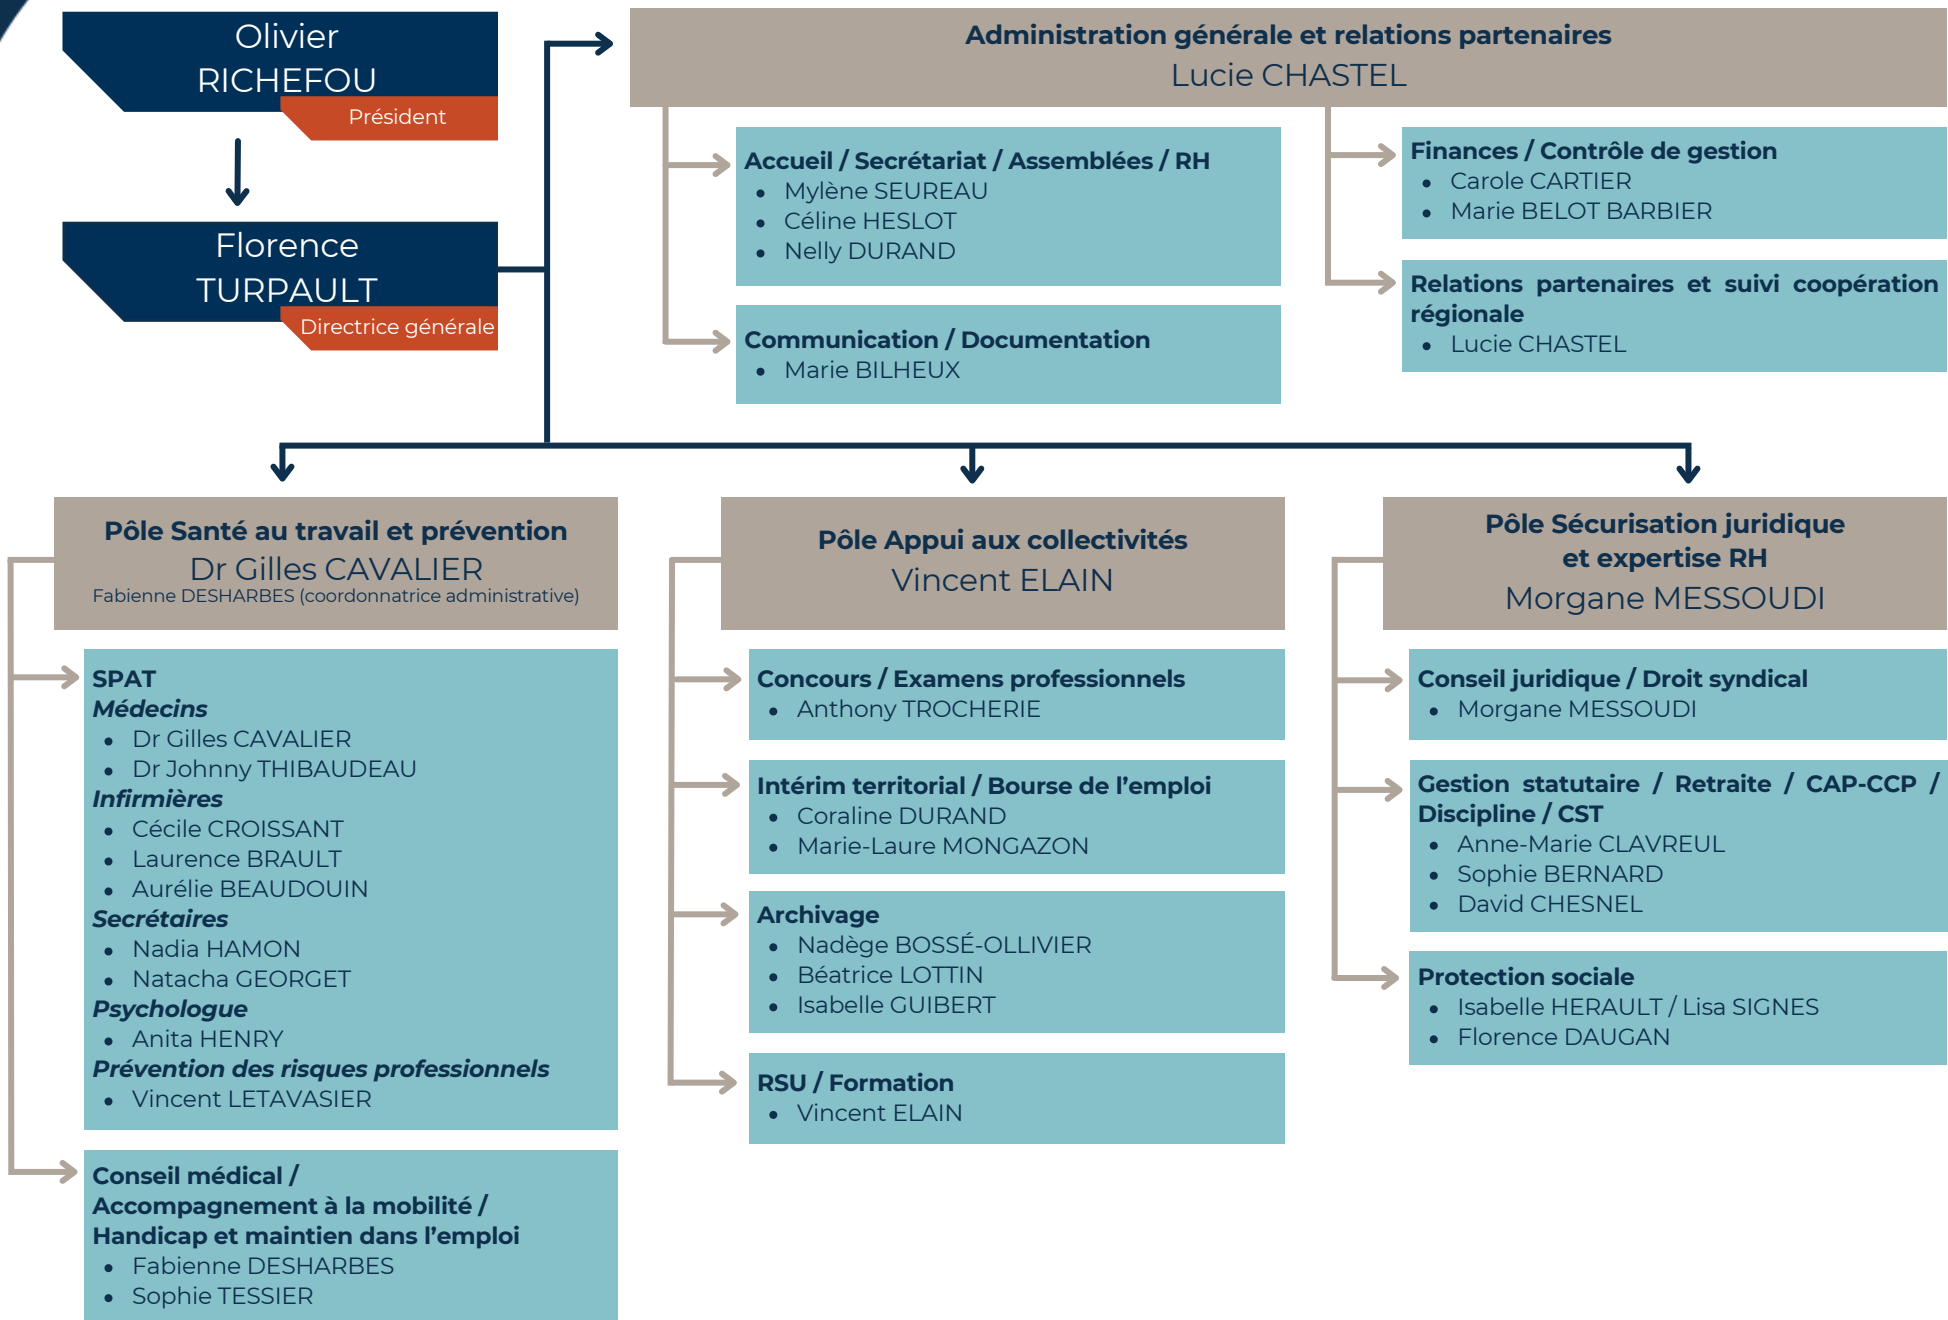 Olivier
RICHEFOU
Président
Florence
TURPAULT
Directrice générale
Administration générale et relations partenaires
Lucie CHASTEL
Accueil / Secrétariat / Assemblées / RH
• Mylène SEUREAU
• Céline HESLOT
• Nelly DURAND
Communication / Documentation
• Marie BILHEUX
Finances / Contrôle de gestion
• Carole CARTIER
• Marie BELOT BARBIER
Relations partenaires et suivi coopération
régionale
• Lucie CHASTEL
Pôle Santé au travail et prévention
Dr Gilles CAVALIER
Fabienne DESHARBES (coordonnatrice administrative)
SPAT
Médecins
• Dr Gilles CAVALIER
• Dr Johnny THIBAUDEAU
Infirmières
• Cécile CROISSANT
• Laurence BRAULT
• Aurélie BEAUDOUIN
Secrétaires
• Nadia HAMON
• Natacha GEORGET
Psychologue
• Anita HENRY
Prévention des risques professionnels
• Vincent LETAVASIER
Conseil médical /
Accompagnement à la mobilité /
Handicap et maintien dans l’emploi
• Fabienne DESHARBES
• Sophie TESSIER
Pôle Appui aux collectivités
Vincent ELAIN
Concours / Examens professionnels
• Anthony TROCHERIE
Intérim territorial / Bourse de l’emploi
• Coraline DURAND
• Marie-Laure MONGAZON
Archivage
• Nadège BOSSÉ-OLLIVIER
• Béatrice LOTTIN
• Isabelle GUIBERT
RSU / Formation
• Vincent ELAIN
Pôle Sécurisation juridique
et expertise RH
Morgane MESSOUDI
Conseil juridique / Droit syndical
• Morgane MESSOUDI
Gestion statutaire / Retraite / CAP-CCP /
Discipline / CST
• Anne-Marie CLAVREUL
• Sophie BERNARD
• David CHESNEL
Protection sociale
• Isabelle HERAULT / Lisa SIGNES
• Florence DAUGAN